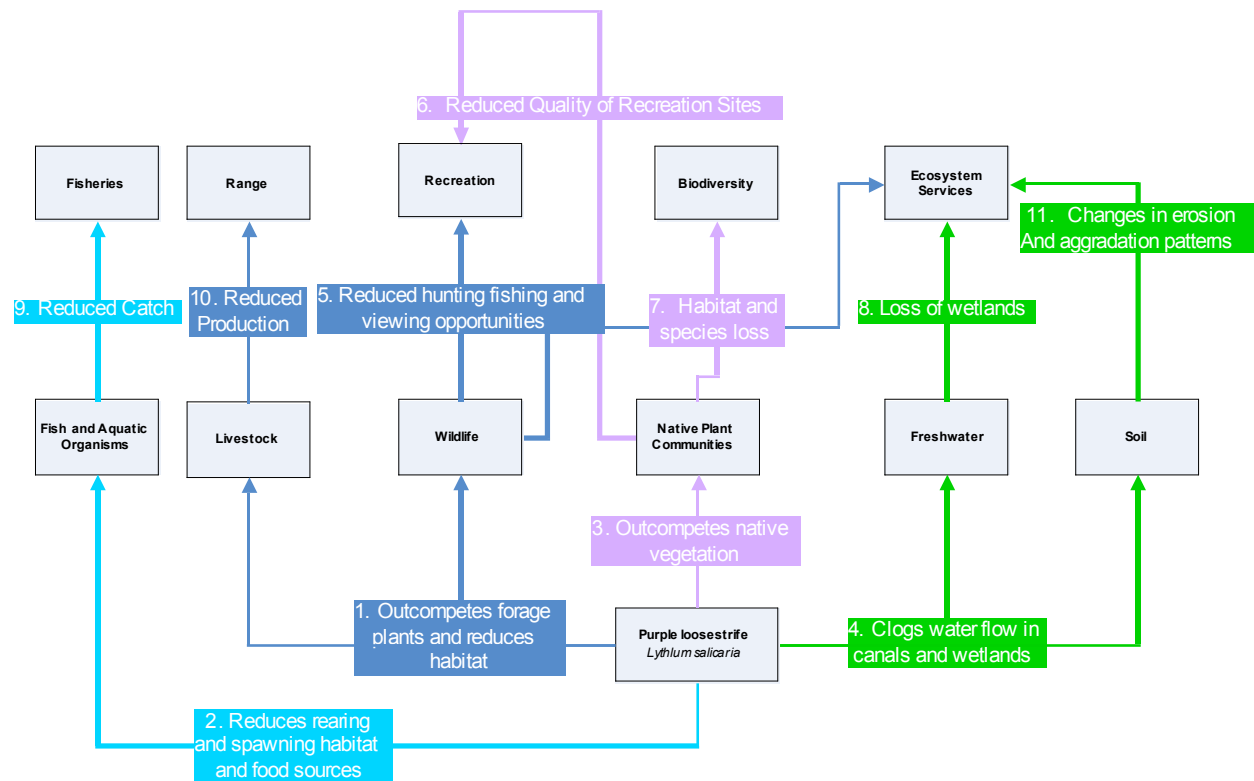 6. Reduced Quality of Recreation Sites
Fisheries
Range
Recreation
Biodiversity
Ecosystem
Services
11. Changes in erosion
And aggradation patterns
9. Reduced Catch
10. Reduced
Production
5. Reduced hunting fishing and
viewing opportunities
7. Habitat and
species loss
8. Loss of wetlands
Fish and Aquatic
Organisms
Livestock
Wildlife
Native Plant
Communities
Freshwater
Soil
3. Outcompetes native
vegetation
1. Outcompetes forage
plants and reduces
habitat
Purple loosestrife
Lythlum salicaria
4. Clogs water flow in
canals and wetlands
2. Reduces rearing
and spawning habitat
and food sources